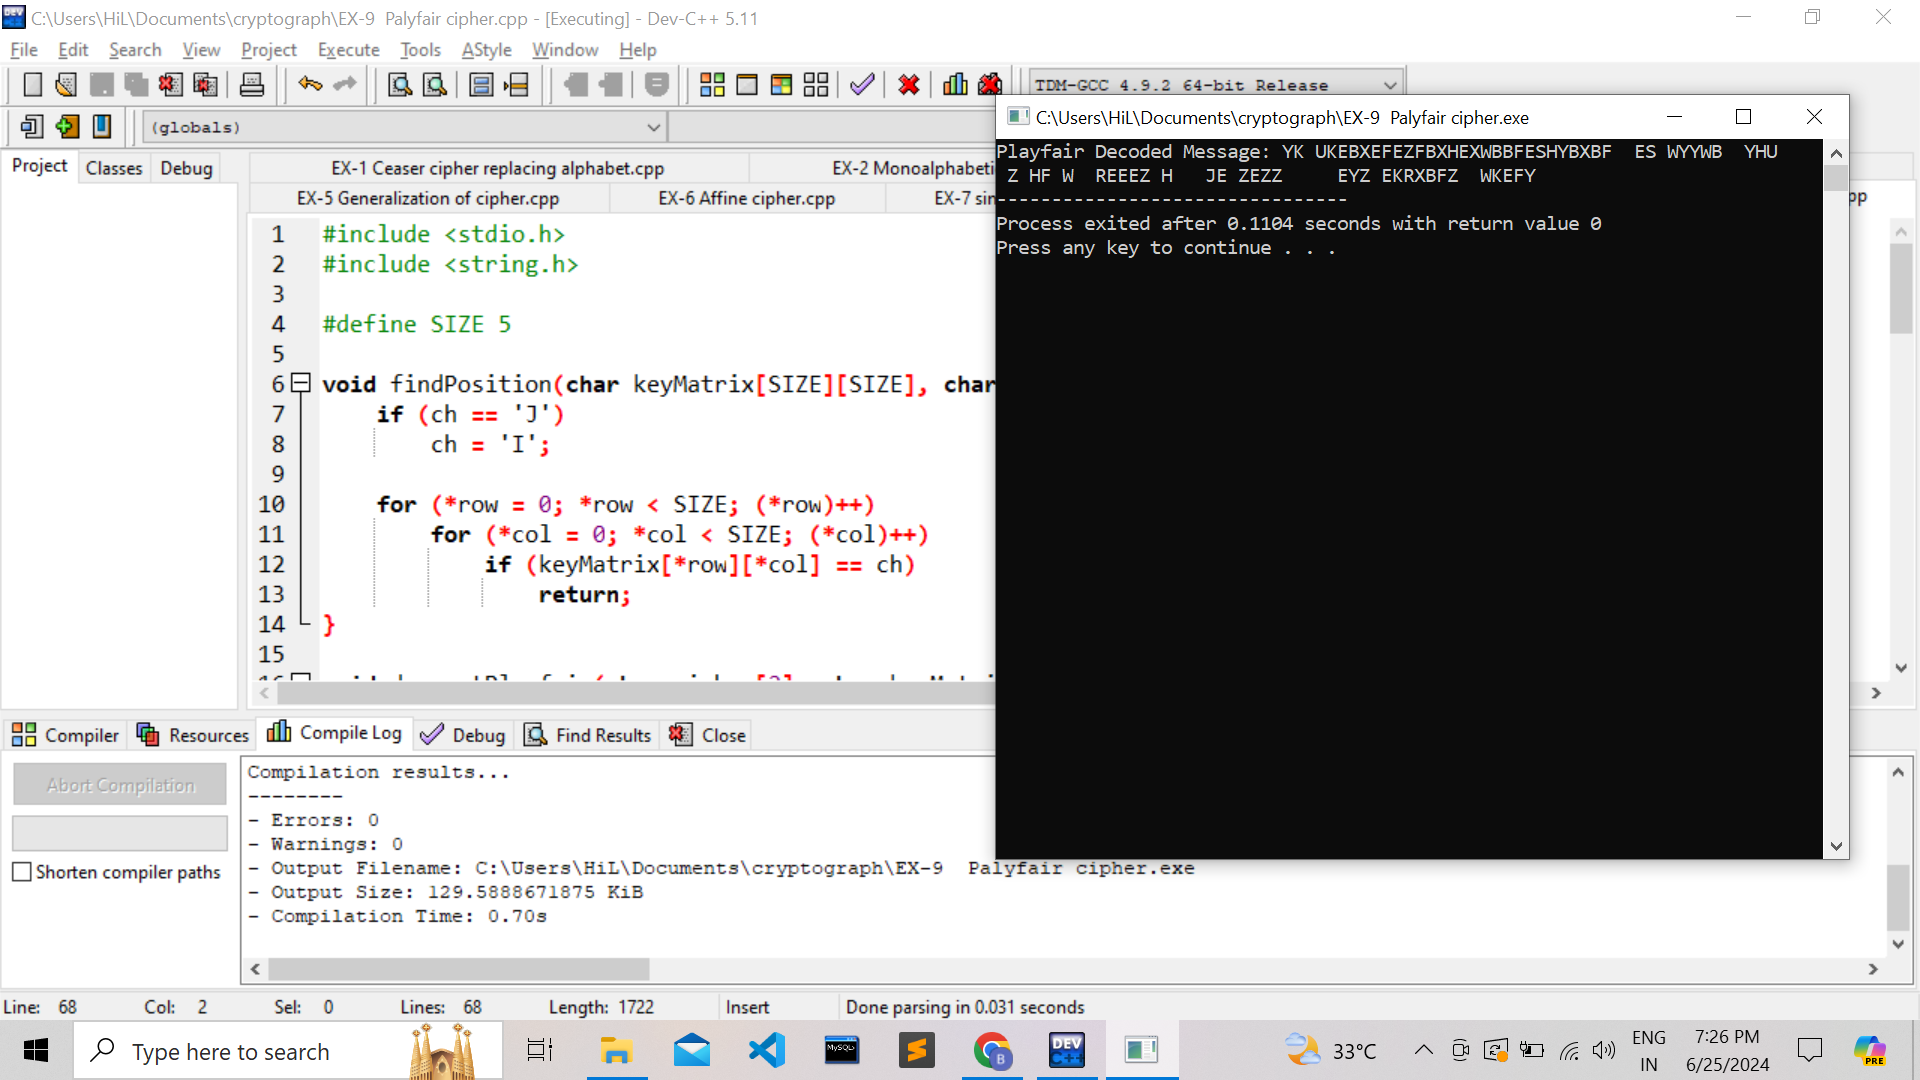 C:\Users\HiL\Documents\cryptograph\EX-9  Palyfair cipher.cpp - [Executing] - Dev-C++ 5.11
File Edit Search View Project Execute Tools AStyle Window Help
TDM-GCC 4.9.2 64-bit Release
(globals)
Project Classes Debug
EX-1 Ceaser cipher replacing alphabet.cpp
EX-2 Monoalphabeti
EX-5 Generalization of cipher.cpp
EX-6 Affine cipher.cpp
EX-7 sin
pp
1 #include <stdio.h>
2 #include <string.h>
3
4 #define SIZE 5
5
6 void findPosition(char keyMatrix[SIZE][SIZE], char
7 if (ch == 'J')
8 ch = 'I';
9
10 for (*row = 0; *row < SIZE; (*row)++)
11 for (*col = 0; *col < SIZE; (*col)++)
12 if (keyMatrix[*row][*col] == ch)
13 return;
14 }
15
C:\Users\HiL\Documents\cryptograph\EX-9  Palyfair cipher.exe
Playfair Decoded Message: YK UKEBXEFEZFBXHEXWBBFESHYBXBF  ES WYYWB  YHU
 Z HF W  REEEZ H   JE ZEZZ     EYZ EKRXBFZ  WKEFY
--------------------------------
Process exited after 0.1104 seconds with return value 0
Press any key to continue . . .
Compiler Resources Compile Log Debug Find Results Close
Abort Compilation
Shorten compiler paths
Compilation results...
--------
- Errors: 0
- Warnings: 0
- Output Filename: C:\Users\HiL\Documents\cryptograph\EX-9  Palyfair cipher.exe
- Output Size: 129.5888671875 KiB
- Compilation Time: 0.70s
Line: 68 Col: 2 Sel: 0 Lines: 68 Length: 1722 Insert Done parsing in 0.031 seconds
Type here to search
MySQL
DEV C++
B
33°C
ENG
IN
7:26 PM
6/25/2024
PRE